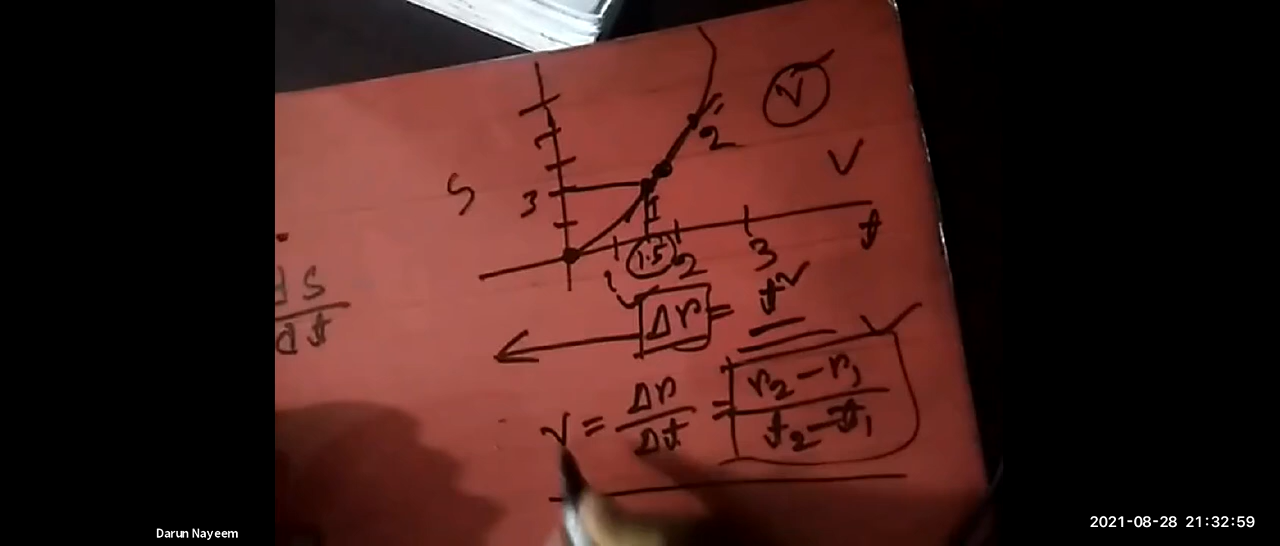 V
2
V
S
3
1.5
2
3
t
Δr = t²
dS
dt
v = Δr/Δt = r₂ - r₁ / t₂ - t₁
Darun Nayeem
2021-08-28 21:32:59